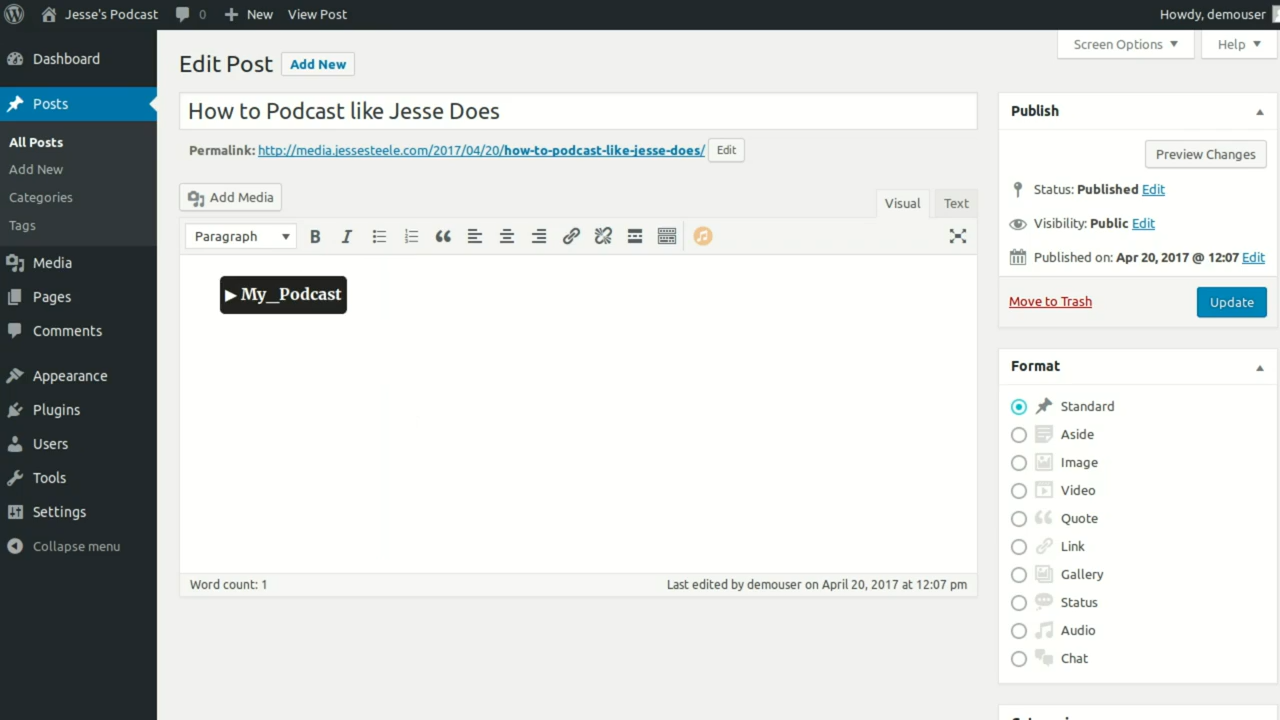 Jesse's Podcast 0 New View Post Howdy, demouser
Screen Options Help
Dashboard
Posts
All Posts
Add New
Categories
Tags
Media
Pages
Comments
Appearance
Plugins
Users
Tools
Settings
Collapse menu
Edit Post Add New
How to Podcast like Jesse Does
Permalink: http://media.jessesteele.com/2017/04/20/how-to-podcast-like-jesse-does/ Edit
Add Media
Visual Text
Paragraph B I
My_Podcast
Word count: 1 Last edited by demouser on April 20, 2017 at 12:07 pm
Publish
Preview Changes
Status: Published Edit
Visibility: Public Edit
Published on: Apr 20, 2017 @ 12:07 Edit
Move to Trash Update
Format
Standard
Aside
Image
Video
Quote
Link
Gallery
Status
Audio
Chat